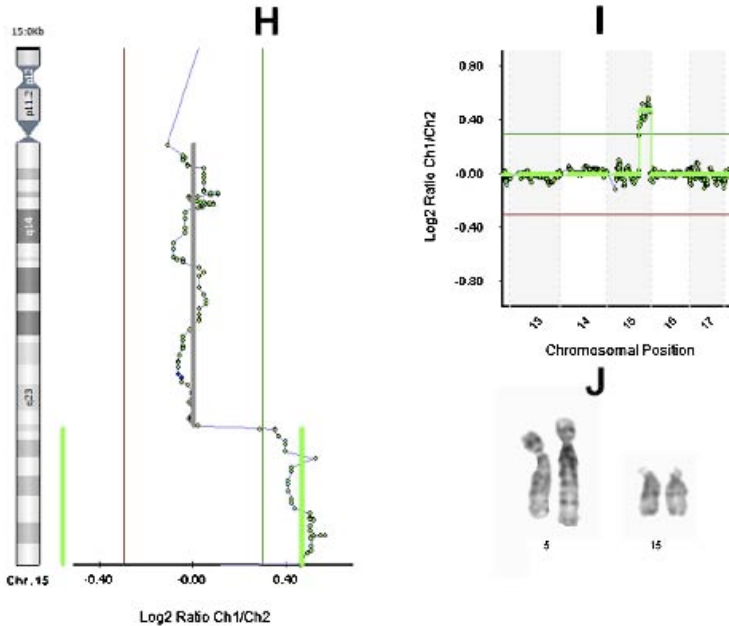 H
15:0Kb
p13
p11.2
q14
q23
Chr. 15
-0.40
-0.00
0.40
Log2 Ratio Ch1/Ch2
I
0.80
0.40
-0.00
-0.40
-0.80
Log2 Ratio Ch1/Ch2
13
14
15
16
17
Chromosomal Position
J
5
15